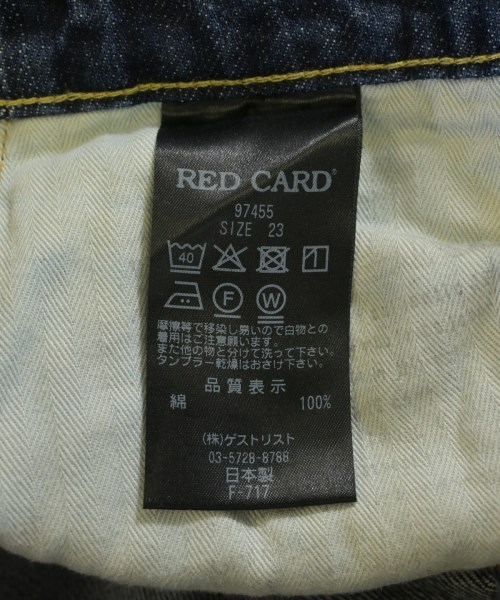 RED CARD®
97455
SIZE 23
40
F W
摩擦等で移染し易いので白物との
着用はご注意願います。
また他の物と分けて洗って下さい。
タンブラー乾燥はおさけ下さい。
品質表示
綿 100%
(株)ゲストリスト
03-5728-8788
日本製
F-717